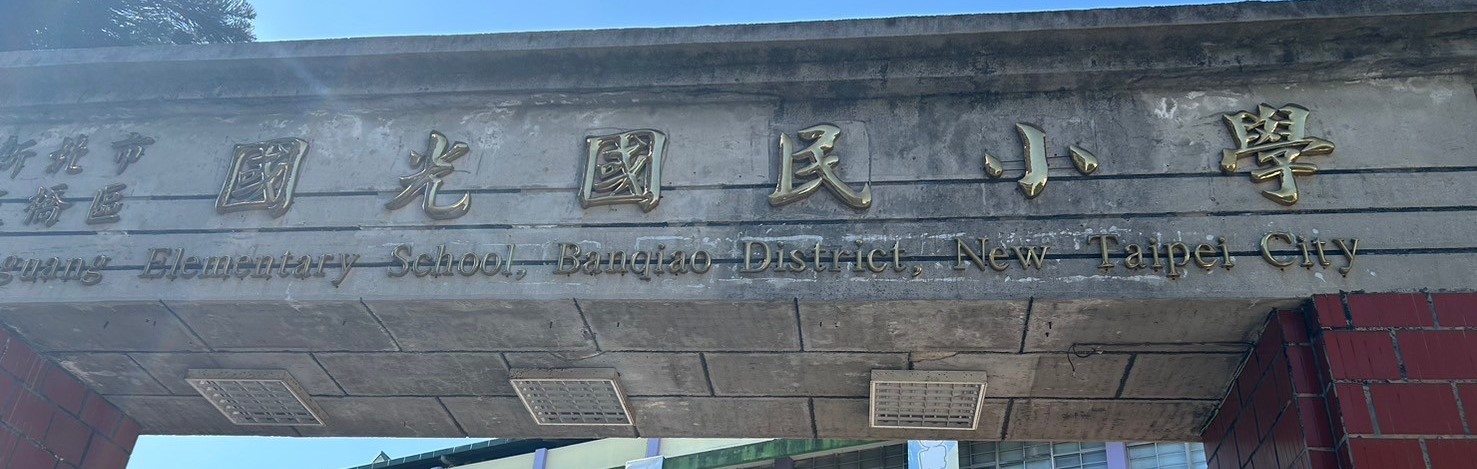 新北市
橋區
國光國民小學
guang Elementary School, Banqiao District, New Taipei City